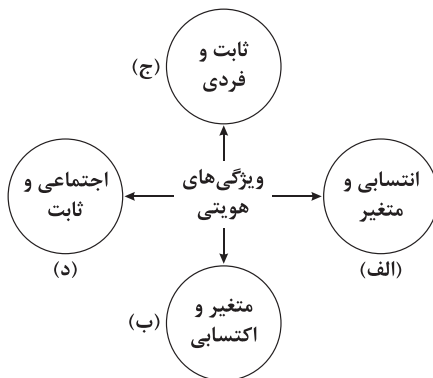 ثابت و
فردی
(ج)
انتسابی و
متغیر
(الف)
ویژگی‌های
هویتی
اجتماعی و
ثابت
(د)
متغیر و
اکتسابی
(ب)